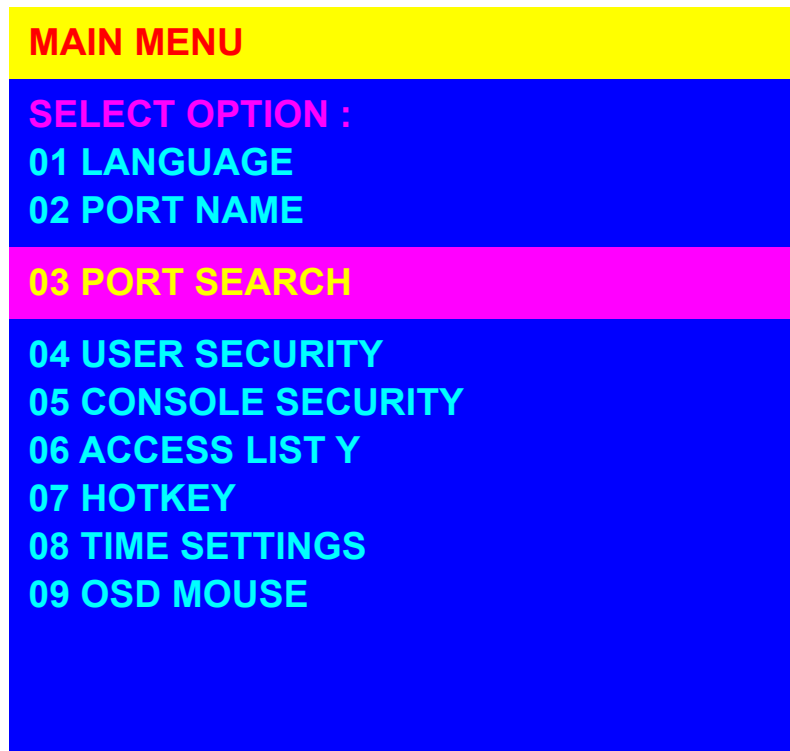 MAIN MENU
SELECT OPTION :
01 LANGUAGE
02 PORT NAME
03 PORT SEARCH
04 USER SECURITY
05 CONSOLE SECURITY
06 ACCESS LIST Y
07 HOTKEY
08 TIME SETTINGS
09 OSD MOUSE